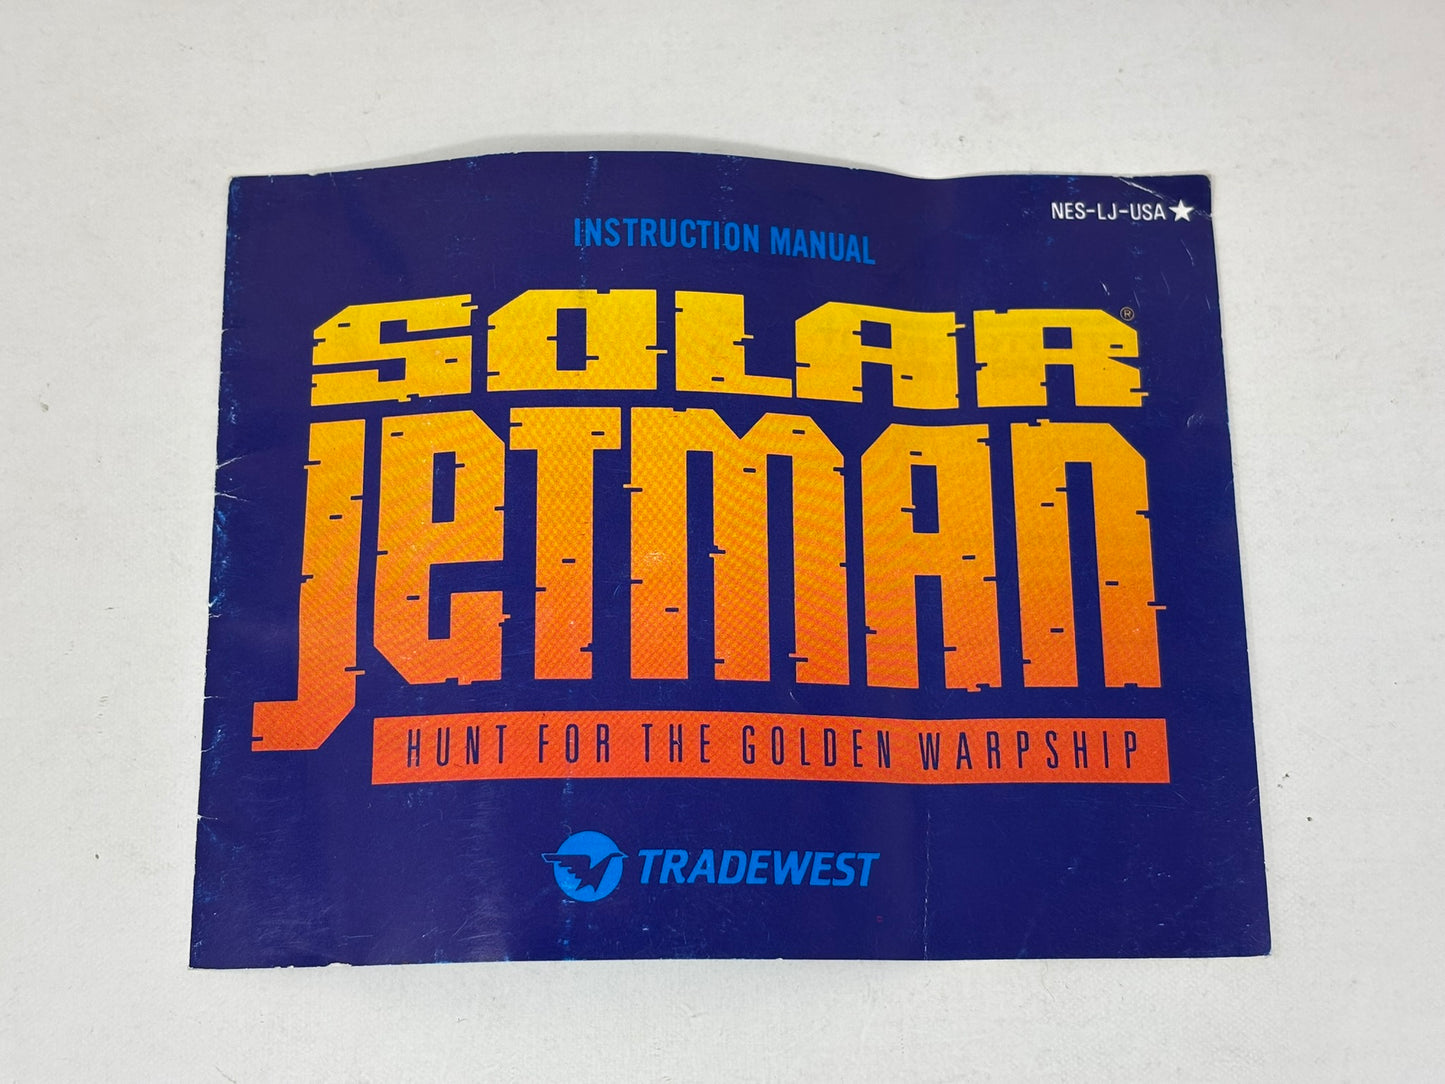 NES-LJ-USA★
INSTRUCTION MANUAL
SOLAR®
JETMAN
HUNT FOR THE GOLDEN WARPSHIP
TRADEWEST